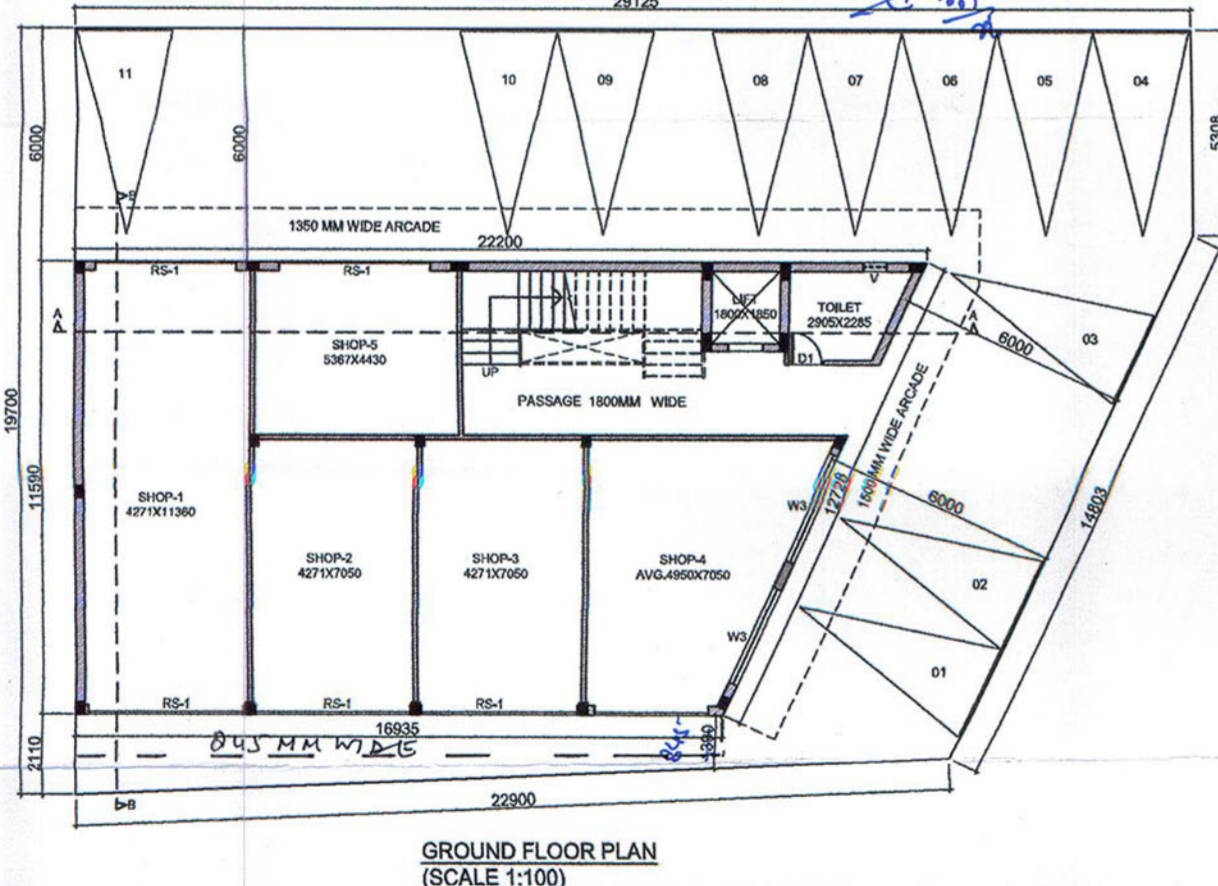 29125
11
10
09
08
07
06
05
04
6000
6000
5308
B
1350 MM WIDE ARCADE
22200
RS-1
RS-1
V
LIFT
1800X1850
TOILET
2905X2285
A
A
03
6000
SHOP-5
5367X4430
UP
D1
PASSAGE 1800MM WIDE
1500 MM WIDE ARCADE
19700
11590
SHOP-1
4271X11360
W3
12728
6000
14803
SHOP-2
4271X7050
SHOP-3
4271X7050
SHOP-4
AVG.4950X7050
02
W3
01
RS-1
RS-1
RS-1
16935
845 MM WIDE
845
2110
B
22900
GROUND FLOOR PLAN
(SCALE 1:100)